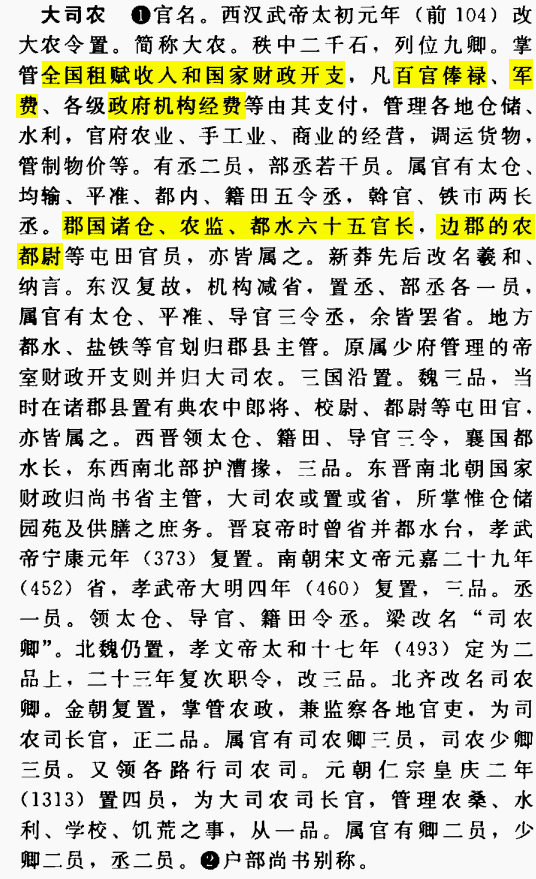 大司农　❶官名。西汉武帝太初元年（前104）改
大农令置。简称大农。秩中二千石，列位九卿。掌
管全国租赋收入和国家财政开支，凡百官俸禄、军
费、各级政府机构经费等由其支付，管理各地仓储、
水利，官府农业、手工业、商业的经营，调运货物，
管制物价等。有丞二员，部丞若干员。属官有太仓、
均输、平准、都内、籍田五令丞，斡官、铁市两长
丞。郡国诸仓、农监、都水六十五官长，边郡的农
都尉等屯田官员，亦皆属之。新莽先后改名羲和、
纳言。东汉复故，机构减省，置丞、部丞各一员，
属官有太仓、平准、导官三令丞，余皆罢省。地方
都水、盐铁等官划归郡县主管。原属少府管理的帝
室财政开支则并归大司农。三国沿置。魏三品，当
时在诸郡县置有典农中郎将、校尉、都尉等屯田官，
亦皆属之。西晋领太仓、籍田、导官三令，襄国都
水长，东西南北部护漕掾，三品。东晋南北朝国家
财政归尚书省主管，大司农或置或省，所掌惟仓储
园苑及供膳之庶务。晋哀帝时曾省并都水台，孝武
帝宁康元年（373）复置。南朝宋文帝元嘉二十九年
（452）省，孝武帝大明四年（460）复置，三品。丞
一员。领太仓、导官、籍田令丞。梁改名“司农
卿”。北魏仍置，孝文帝太和十七年（493）定为二
品上，二十三年复次职令，改三品。北齐改名司农
卿。金朝复置，掌管农政，兼监察各地官吏，为司
农司长官，正二品。属官有司农卿三员，司农少卿
三员。又领各路行司农司。元朝仁宗皇庆二年
（1313）置四员，为大司农司长官，管理农桑、水
利、学校、饥荒之事，从一品。属官有卿二员，少
卿二员，丞二员。❷户部尚书别称。